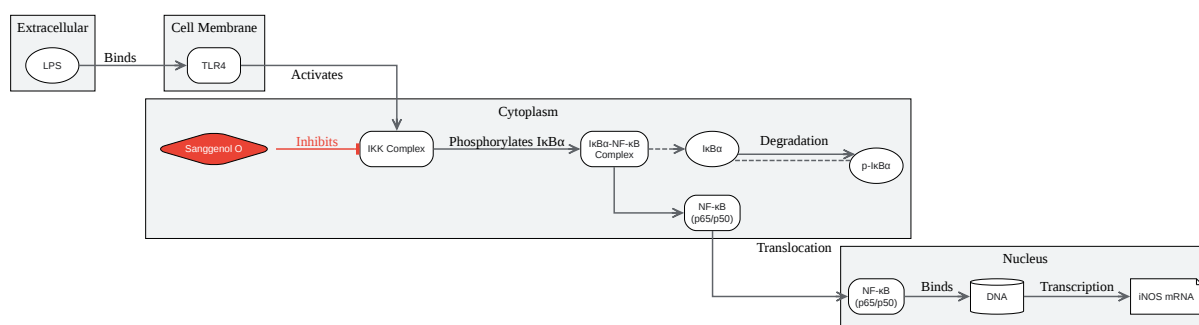 Extracellular
LPS
Binds
Cell Membrane
TLR4
Activates
Cytoplasm
Sanggenol O
Inhibits
IKK Complex
Phosphorylates IκBα
IκBα-NF-κB
Complex
IκBα
Degradation
p-IκBα
NF-κB
(p65/p50)
Translocation
Nucleus
NF-κB
(p65/p50)
Binds
DNA
Transcription
iNOS mRNA